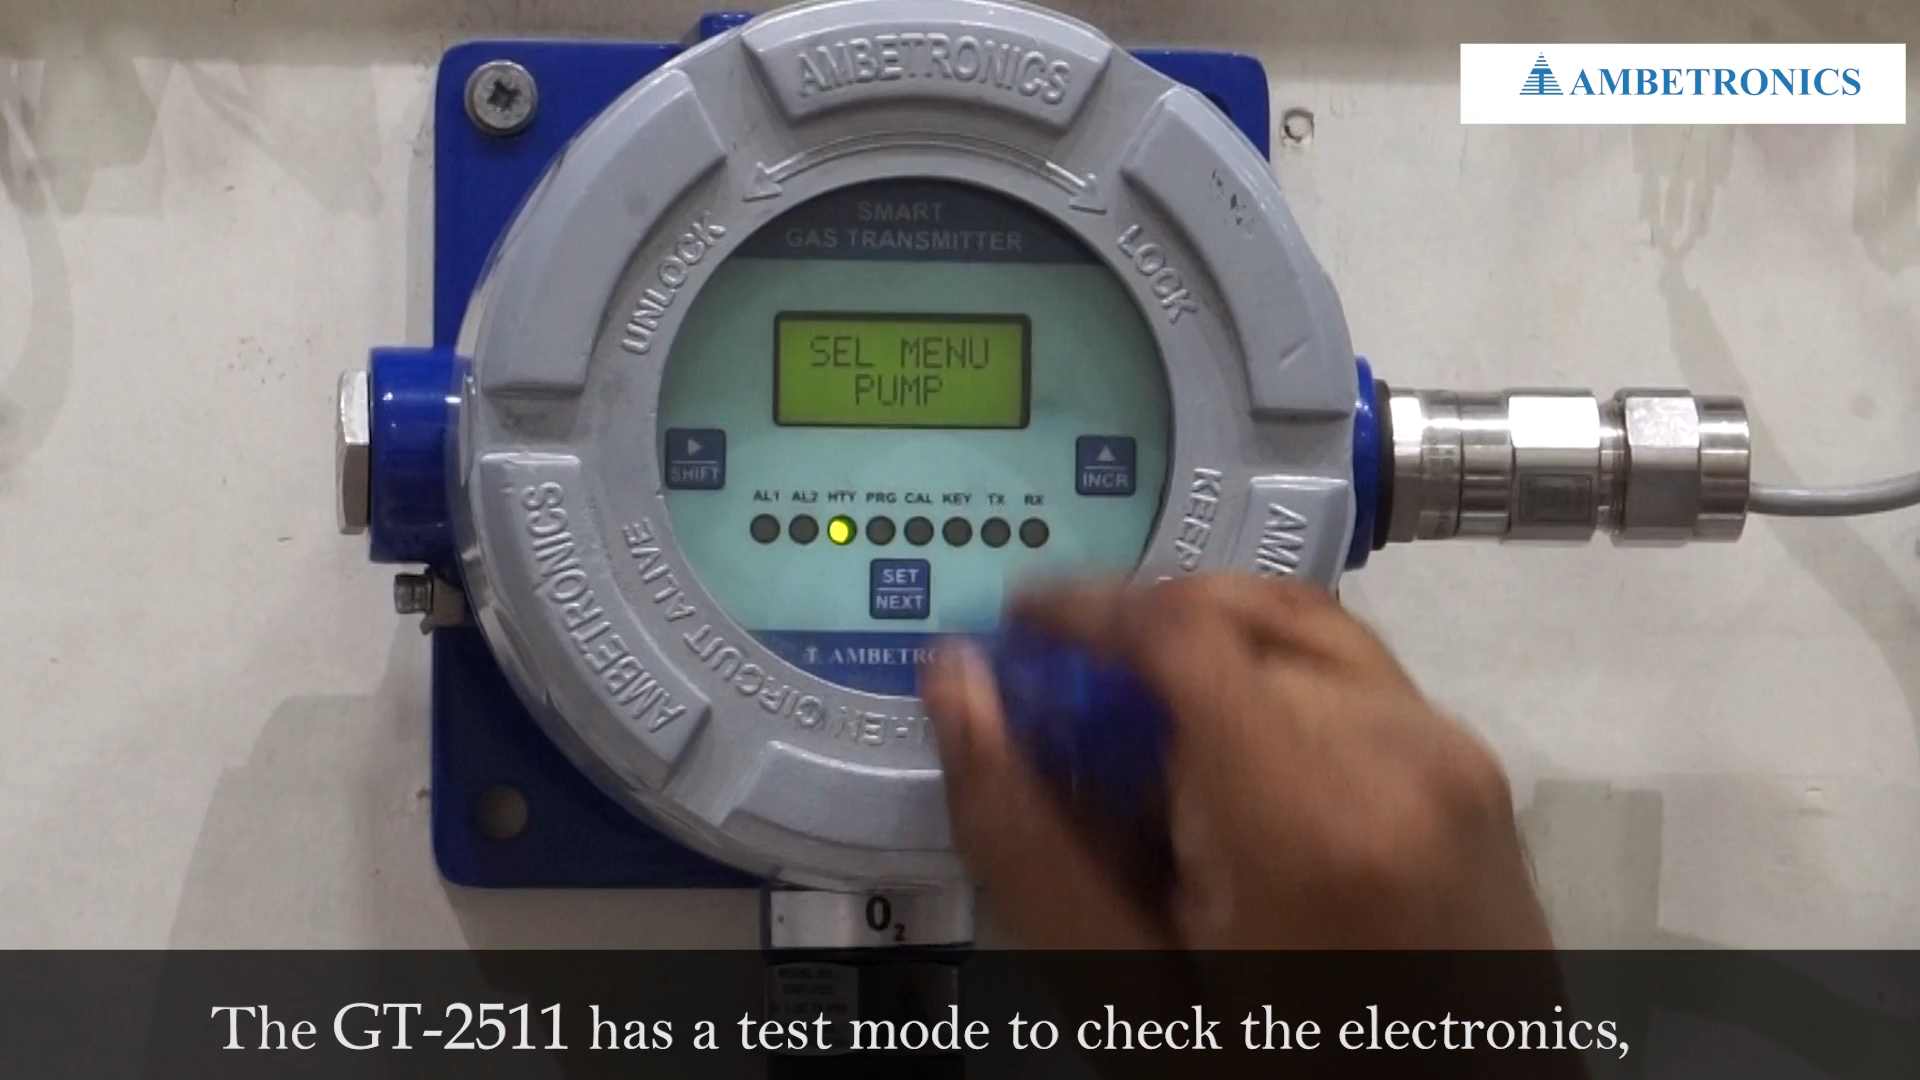 AMBETRONICS
AMBETRONICS
UNLOCK
LOCK
SMART
GAS TRANSMITTER
SEL MENU
PUMP
SHIFT
INCR
AL1 AL2 HTY PRG CAL KEY TX RX
SET
NEXT
AMBETRONICS
CIRCUIT ALIVE
KEEP
O2
The GT-2511 has a test mode to check the electronics,